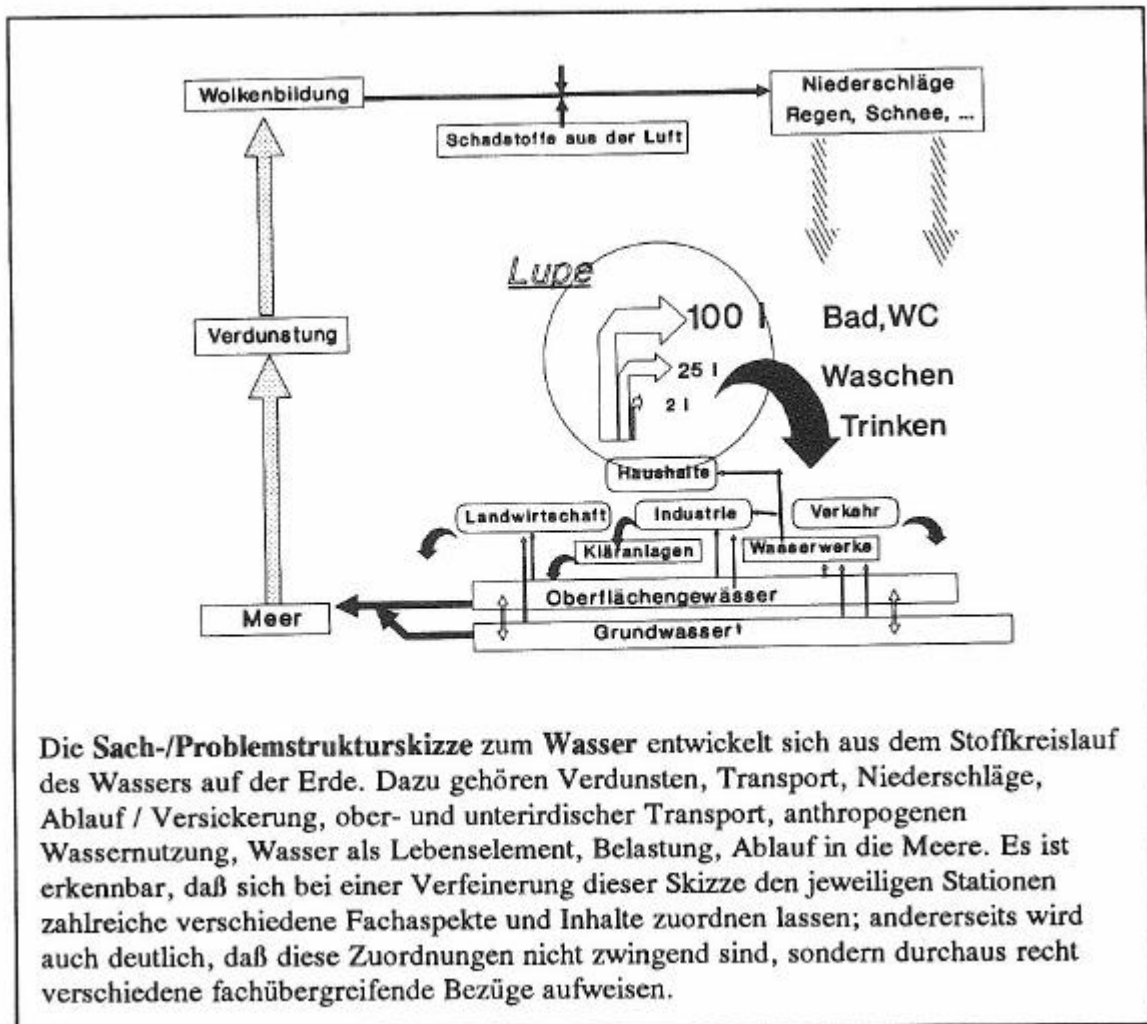 Wolkenbildung
Niederschläge
Regen, Schnee, ...
Schadstoffe aus der Luft
Lupe
100 l
Bad, WC
Verdunstung
25 l
Waschen
2 l
Trinken
Haushalte
Landwirtschaft
Industrie
Verkehr
Kläranlagen
Wasserwerke
Oberflächengewässer
Meer
Grundwasser
Die Sach-/Problemstrukturskizze zum Wasser entwickelt sich aus dem Stoffkreislauf
des Wassers auf der Erde. Dazu gehören Verdunsten, Transport, Niederschläge,
Ablauf / Versickerung, ober- und unterirdischer Transport, anthropogenen
Wassernutzung, Wasser als Lebenselement, Belastung, Ablauf in die Meere. Es ist
erkennbar, daß sich bei einer Verfeinerung dieser Skizze den jeweiligen Stationen
zahlreiche verschiedene Fachaspekte und Inhalte zuordnen lassen; andererseits wird
auch deutlich, daß diese Zuordnungen nicht zwingend sind, sondern durchaus recht
verschiedene fachübergreifende Bezüge aufweisen.